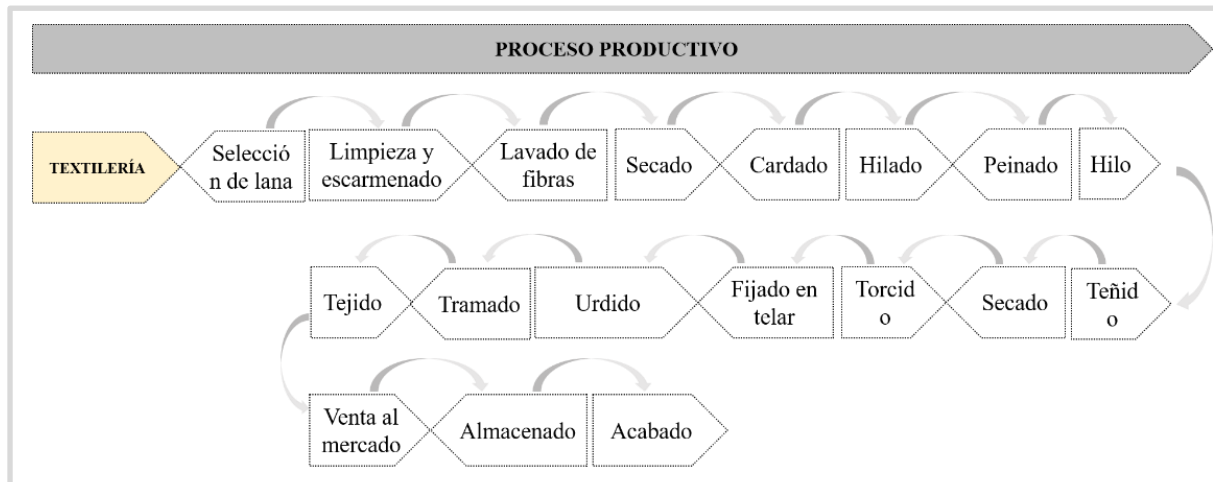 PROCESO PRODUCTIVO
TEXTILERÍA
Selecció
n de lana
Limpieza y
escarmenado
Lavado de
fibras
Secado
Cardado
Hilado
Peinado
Hilo
Tejido
Tramado
Urdido
Fijado en
telar
Torcid
o
Secado
Teñid
o
Venta al
mercado
Almacenado
Acabado